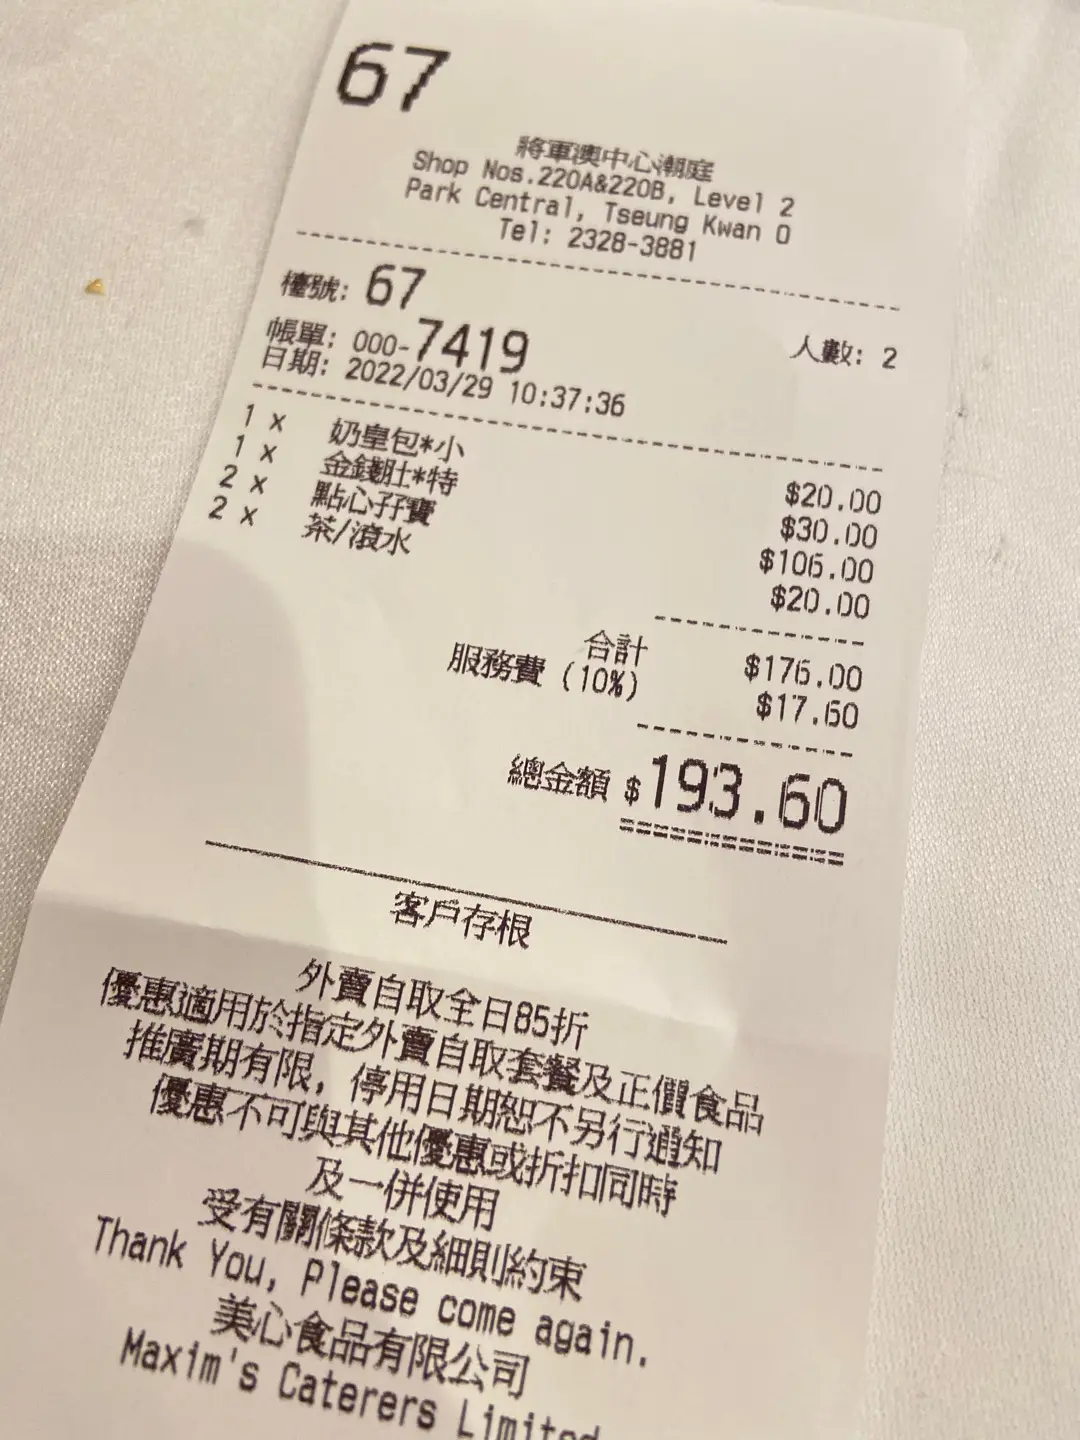 67
將軍澳中心潮庭
Shop Nos.220A&220B, Level 2
Park Central, Tseung Kwan O
Tel: 2328-3881
檯號: 67 人數: 2
帳單: 000-7419
日期: 2022/03/29 10:37:36
1 x 奶皇包*小 $20.00
1 x 金錢肚*特 $30.00
2 x 點心孖寶 $106.00
2 x 茶/滾水 $20.00
合計 $176.00
服務費 (10%) $17.60
總金額 $193.60
客戶存根
外賣自取全日85折
優惠適用於指定外賣自取套餐及正價食品
推廣期有限, 停用日期恕不另行通知
優惠不可與其他優惠或折扣同時
及一併使用
受有關條款及細則約束
Thank You, Please come again.
美心食品有限公司
Maxim's Caterers Limited